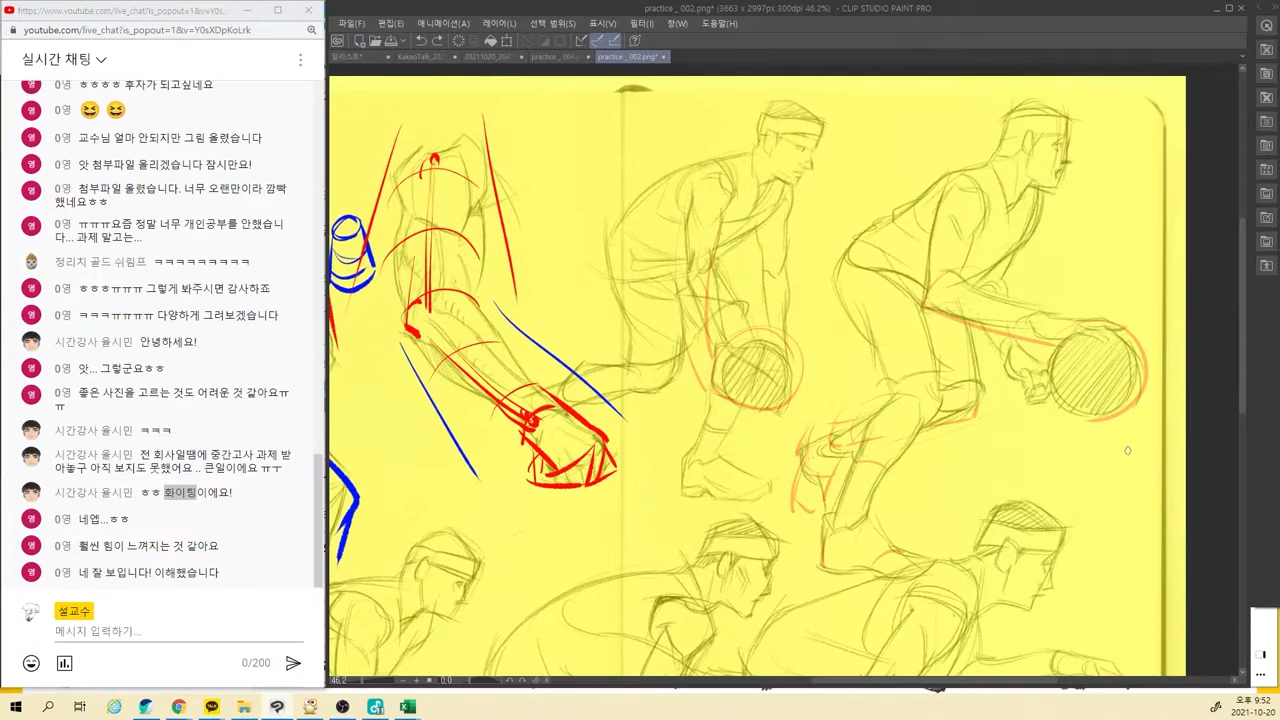 https://www.youtube.com/live_chat?is_popout=1&v=Y0s
youtube.com/live_chat?is_popout=1&v=Y0sXDpKoLrk
practice _ 002.png* (3663 x 2997px 300dpi 46.2%) - CLIP STUDIO PAINT PRO
파일(F) 편집(E) 애니메이션(A) 레이어(L) 선택 범위(S) 표시(V) 필터(I) 창(W) 도움말(H)
KakaoTalk_20 20211020_20 practice _ 004 practice _ 002.png*
실시간 채팅
0영 ㅎㅎㅎㅎ 후자가 되고싶네요
0영 😆 😆
0영 교수님 얼마 안되지만 그림 올렸습니다
0영 앗 첨부파일 올리겠습니다 잠시만요!
0영 첨부파일 올렸습니다. 너무 오랜만이라 깜빡
했네요ㅎㅎ
0영 ㅠㅠㅠ요즘 정말 너무 개인공부를 안했습니
다... 과제 말고는...
정리치 골드 쉬림프 ㅋㅋㅋㅋㅋㅋㅋㅋㅋ
0영 ㅎㅎㅎㅠㅠㅠ 그렇게 봐주시면 감사하죠
0영 ㅋㅋㅋㅠㅠㅠㅠ 다양하게 그려보겠습니다
시간강사 율시민 안녕하세요!
0영 앗... 그렇군요ㅎㅎ
0영 좋은 사진을 고르는 것도 어려운 것 같아요ㅠ
ㅠ
시간강사 율시민 ㅋㅋㅋ
시간강사 율시민 전 회사일땜에 중간고사 과제 받
아놓구 아직 보지도 못했어요 .. 큰일이에요 ㅠㅜ
시간강사 율시민 ㅎㅎ 화이팅이에요!
0영 네엡...ㅎㅎ
0영 훨씬 힘이 느껴지는 것 같아요
0영 네 잘 보입니다! 이해했습니다
설교수
메시지 입력하기...
0/200
46.2 0.0
오후 9:52
2021-10-20